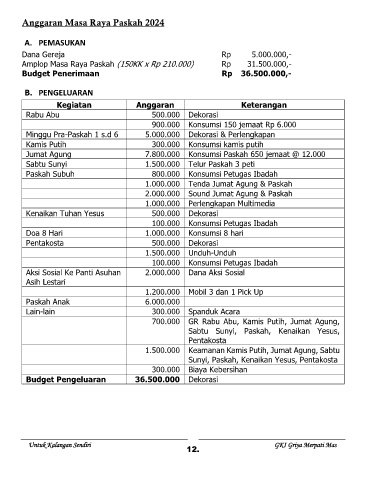 Anggaran Masa Raya Paskah 2024
A. PEMASUKAN
Dana Gereja Rp 5.000.000,-
Amplop Masa Raya Paskah (150KK x Rp 210.000) Rp 31.500.000,-
Budget Penerimaan Rp 36.500.000,-
B. PENGELUARAN
Kegiatan Anggaran Keterangan
Rabu Abu 500.000 Dekorasi
900.000 Konsumsi 150 jemaat Rp 6.000
Minggu Pra-Paskah 1 s.d 6 5.000.000 Dekorasi & Perlengkapan
Kamis Putih 300.000 Konsumsi kamis putih
Jumat Agung 7.800.000 Konsumsi Paskah 650 jemaat @ 12.000
Sabtu Sunyi 1.500.000 Telur Paskah 3 peti
Paskah Subuh 800.000 Konsumsi Petugas Ibadah
1.000.000 Tenda Jumat Agung & Paskah
2.000.000 Sound Jumat Agung & Paskah
1.000.000 Perlengkapan Multimedia
Kenaikan Tuhan Yesus 500.000 Dekorasi
100.000 Konsumsi Petugas Ibadah
Doa 8 Hari 1.000.000 Konsumsi 8 hari
Pentakosta 500.000 Dekorasi
1.500.000 Unduh-Unduh
100.000 Konsumsi Petugas Ibadah
Aksi Sosial Ke Panti Asuhan 2.000.000 Dana Aksi Sosial
Asih Lestari
1.200.000 Mobil 3 dan 1 Pick Up
Paskah Anak 6.000.000
Lain-lain 300.000 Spanduk Acara
700.000 GR Rabu Abu, Kamis Putih, Jumat Agung,
Sabtu Sunyi, Paskah, Kenaikan Yesus,
Pentakosta
1.500.000 Keamanan Kamis Putih, Jumat Agung, Sabtu
Sunyi, Paskah, Kenaikan Yesus, Pentakosta
300.000 Biaya Kebersihan
Budget Pengeluaran 36.500.000 Dekorasi
Untuk Kalangan Sendiri GKJ Griya Merpati Mas
12.